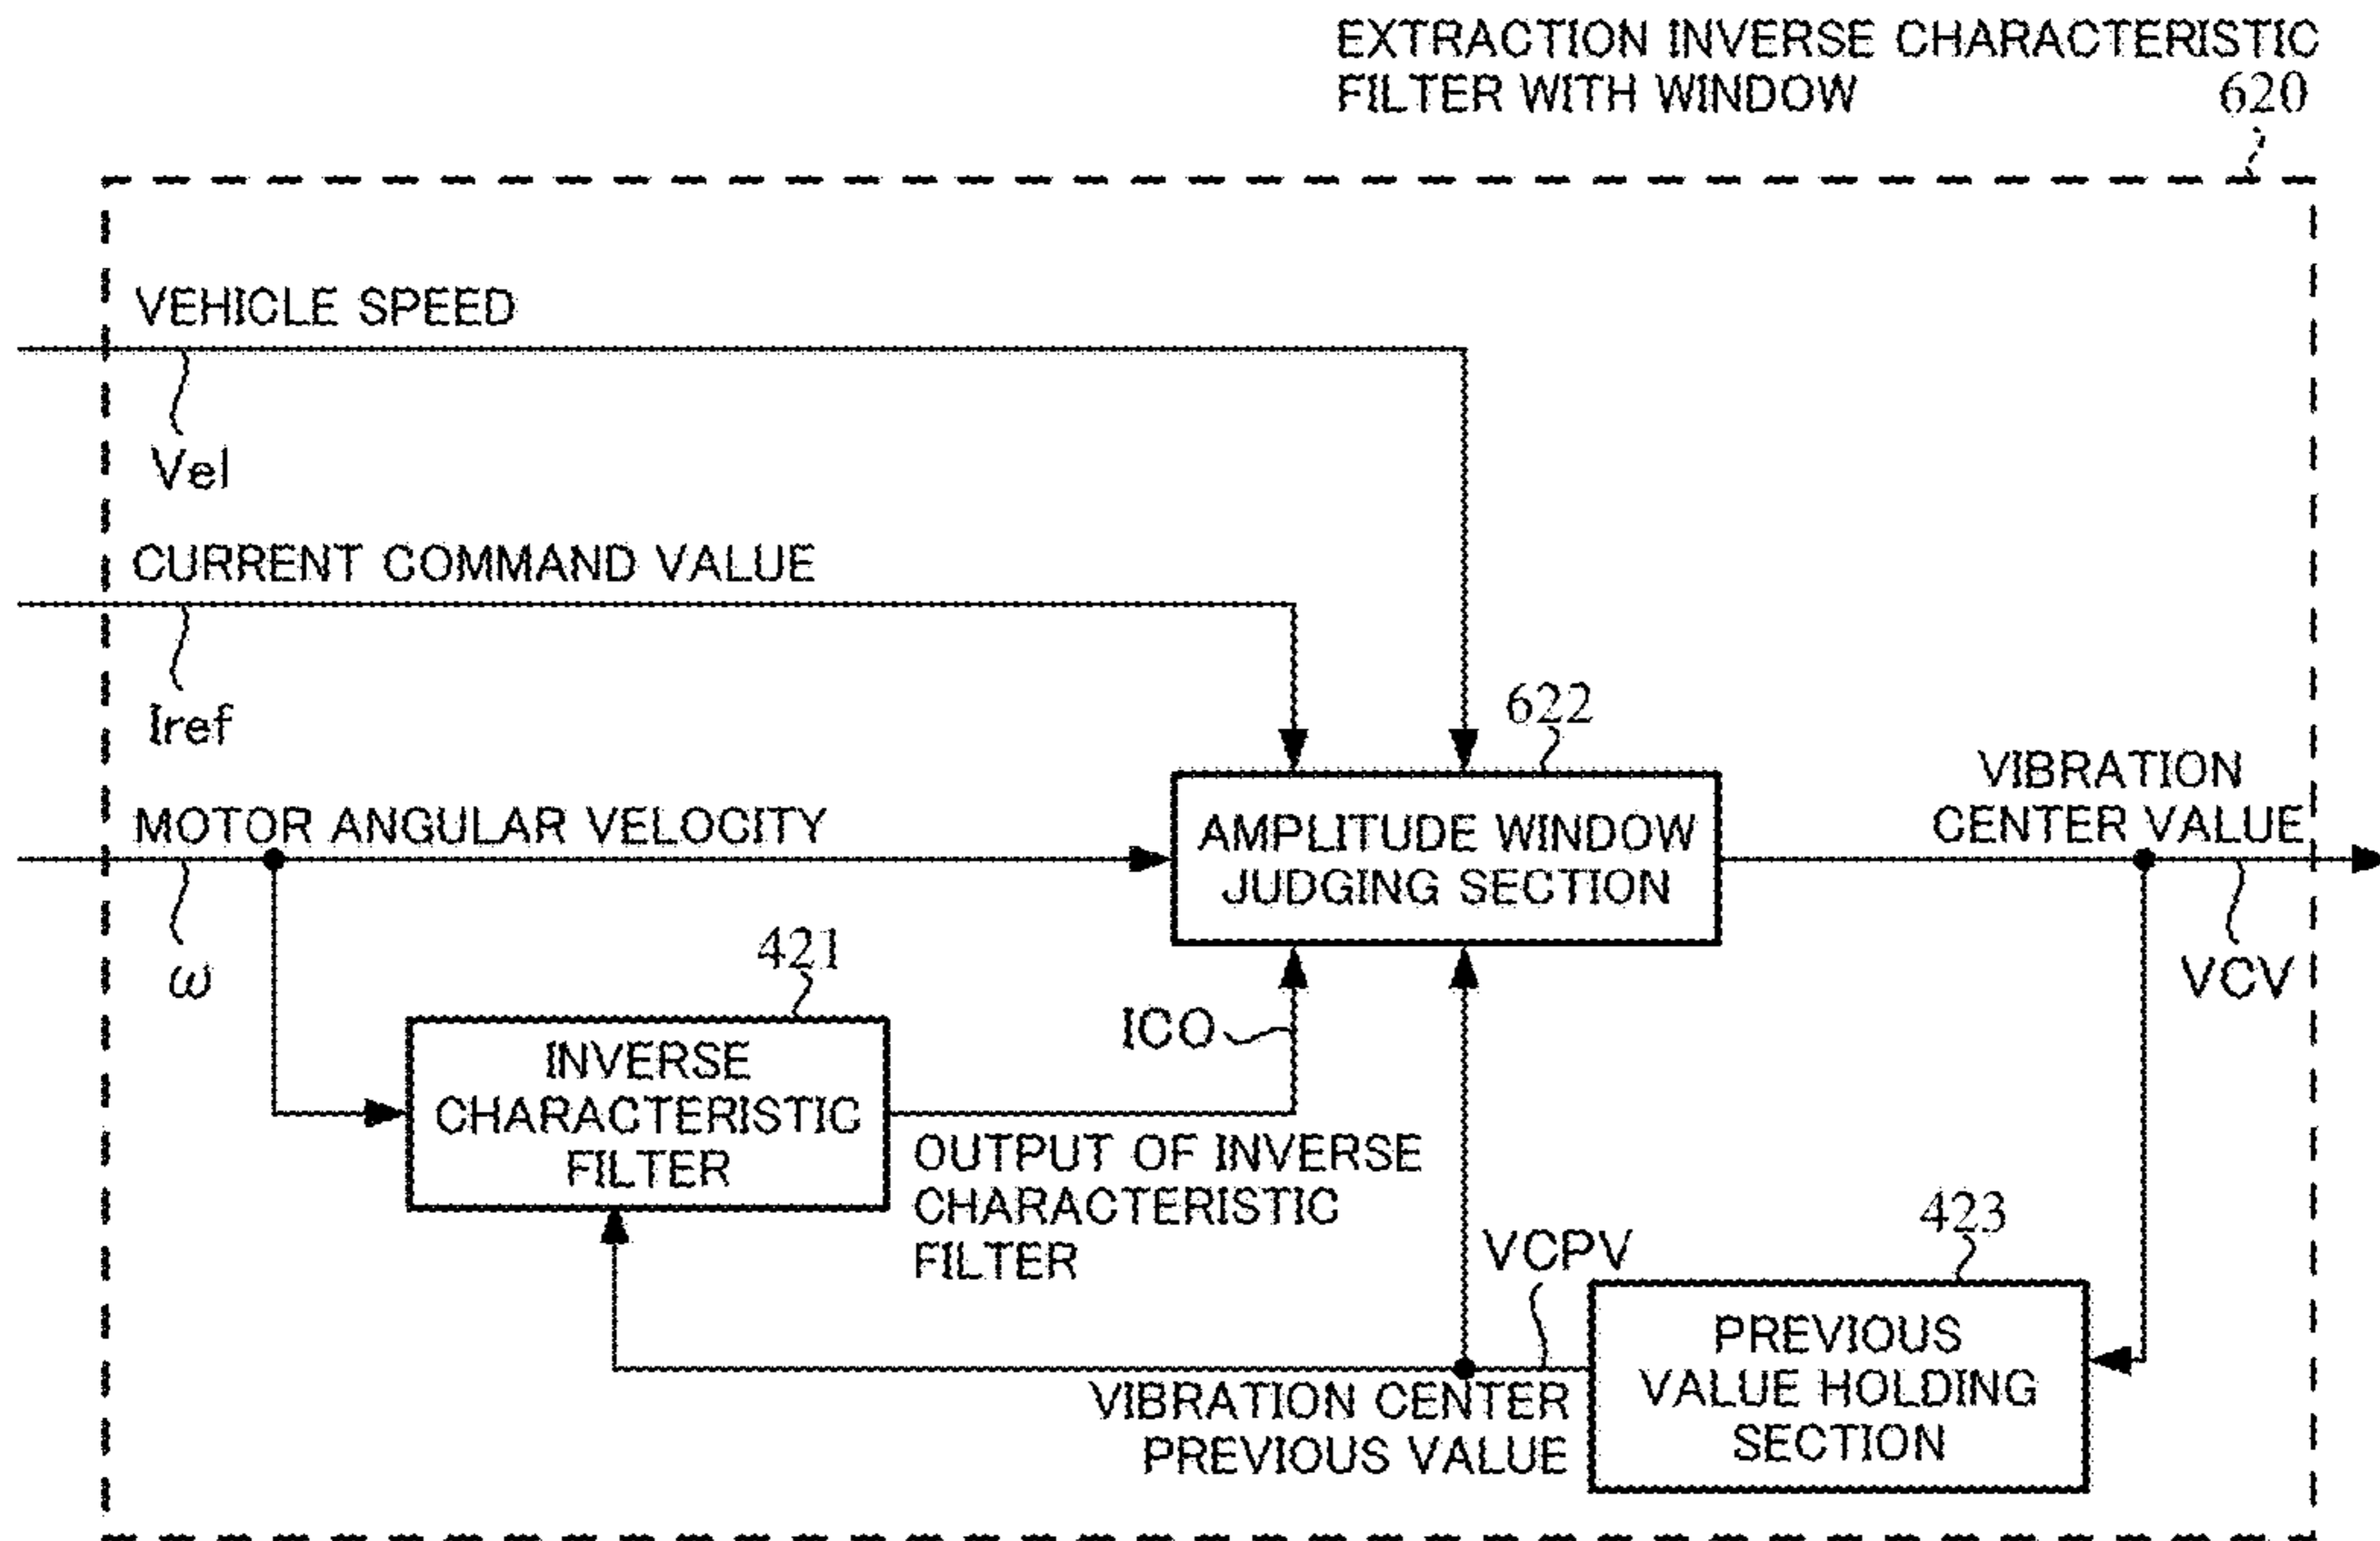 EXTRACTION INVERSE CHARACTERISTIC
FILTER WITH WINDOW
620
VEHICLE SPEED
Vel
CURRENT COMMAND VALUE
Iref
622
MOTOR ANGULAR VELOCITY
ω
AMPLITUDE WINDOW
JUDGING SECTION
VIBRATION
CENTER VALUE
VCV
421
INVERSE
CHARACTERISTIC
FILTER
ICO
OUTPUT OF INVERSE
CHARACTERISTIC
FILTER
VCPV
423
VIBRATION CENTER
PREVIOUS VALUE
PREVIOUS
VALUE HOLDING
SECTION